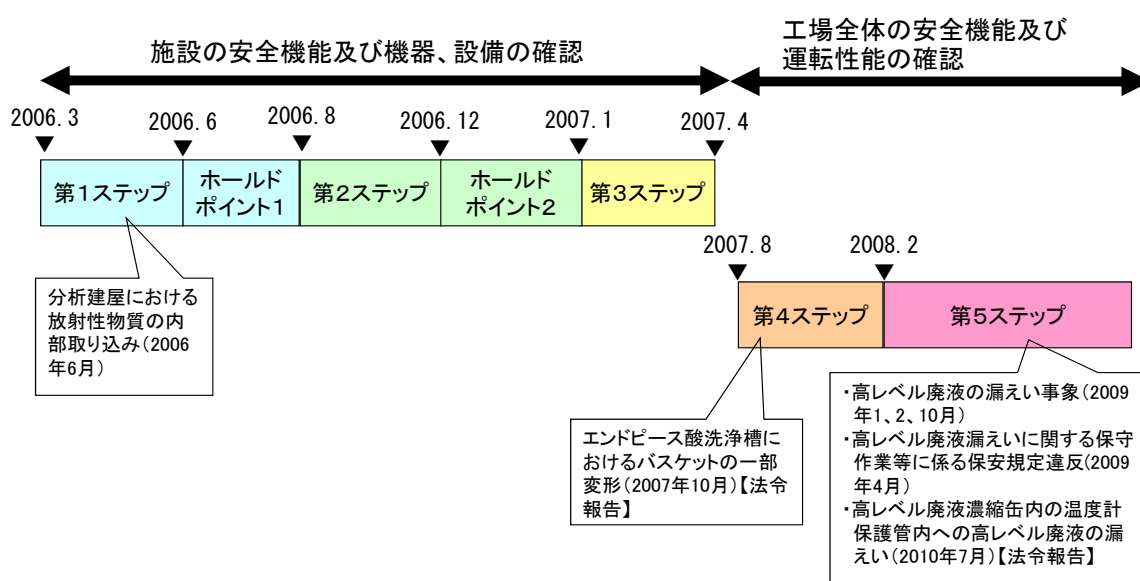 施設の安全機能及び機器、設備の確認
工場全体の安全機能及び
運転性能の確認
2006.3
2006.6
2006.8
2006.12
2007.1
2007.4
第1ステップ
ホールド
ポイント1
第2ステップ
ホールド
ポイント2
第3ステップ
分析建屋における
放射性物質の内
部取り込み(2006
年6月)
2007.8
2008.2
第4ステップ
第5ステップ
エンドピース酸洗浄槽に
おけるバスケットの一部
変形(2007年10月)【法令
報告】
・高レベル廃液の漏えい事象(2009
年1、2、10月)
・高レベル廃液漏えいに関する保守
作業等に係る保安規定違反(2009
年4月)
・高レベル廃液濃縮缶内の温度計
保護管内への高レベル廃液の漏
えい(2010年7月)【法令報告】